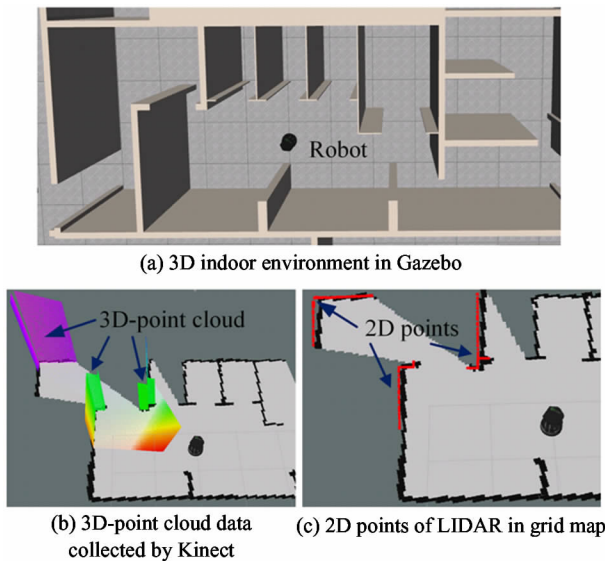 Robot
(a) 3D indoor environment in Gazebo
3D-point cloud
2D points
(b) 3D-point cloud data
collected by Kinect
(c) 2D points of LIDAR in grid map